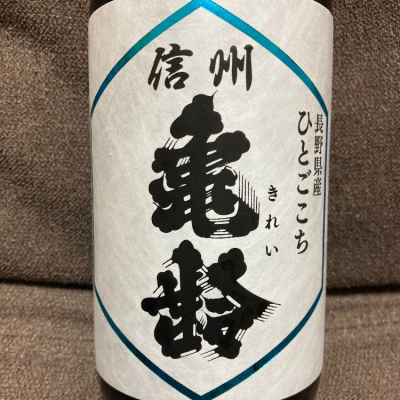 信州
亀齢
きれい
長野県産
ひとごこち